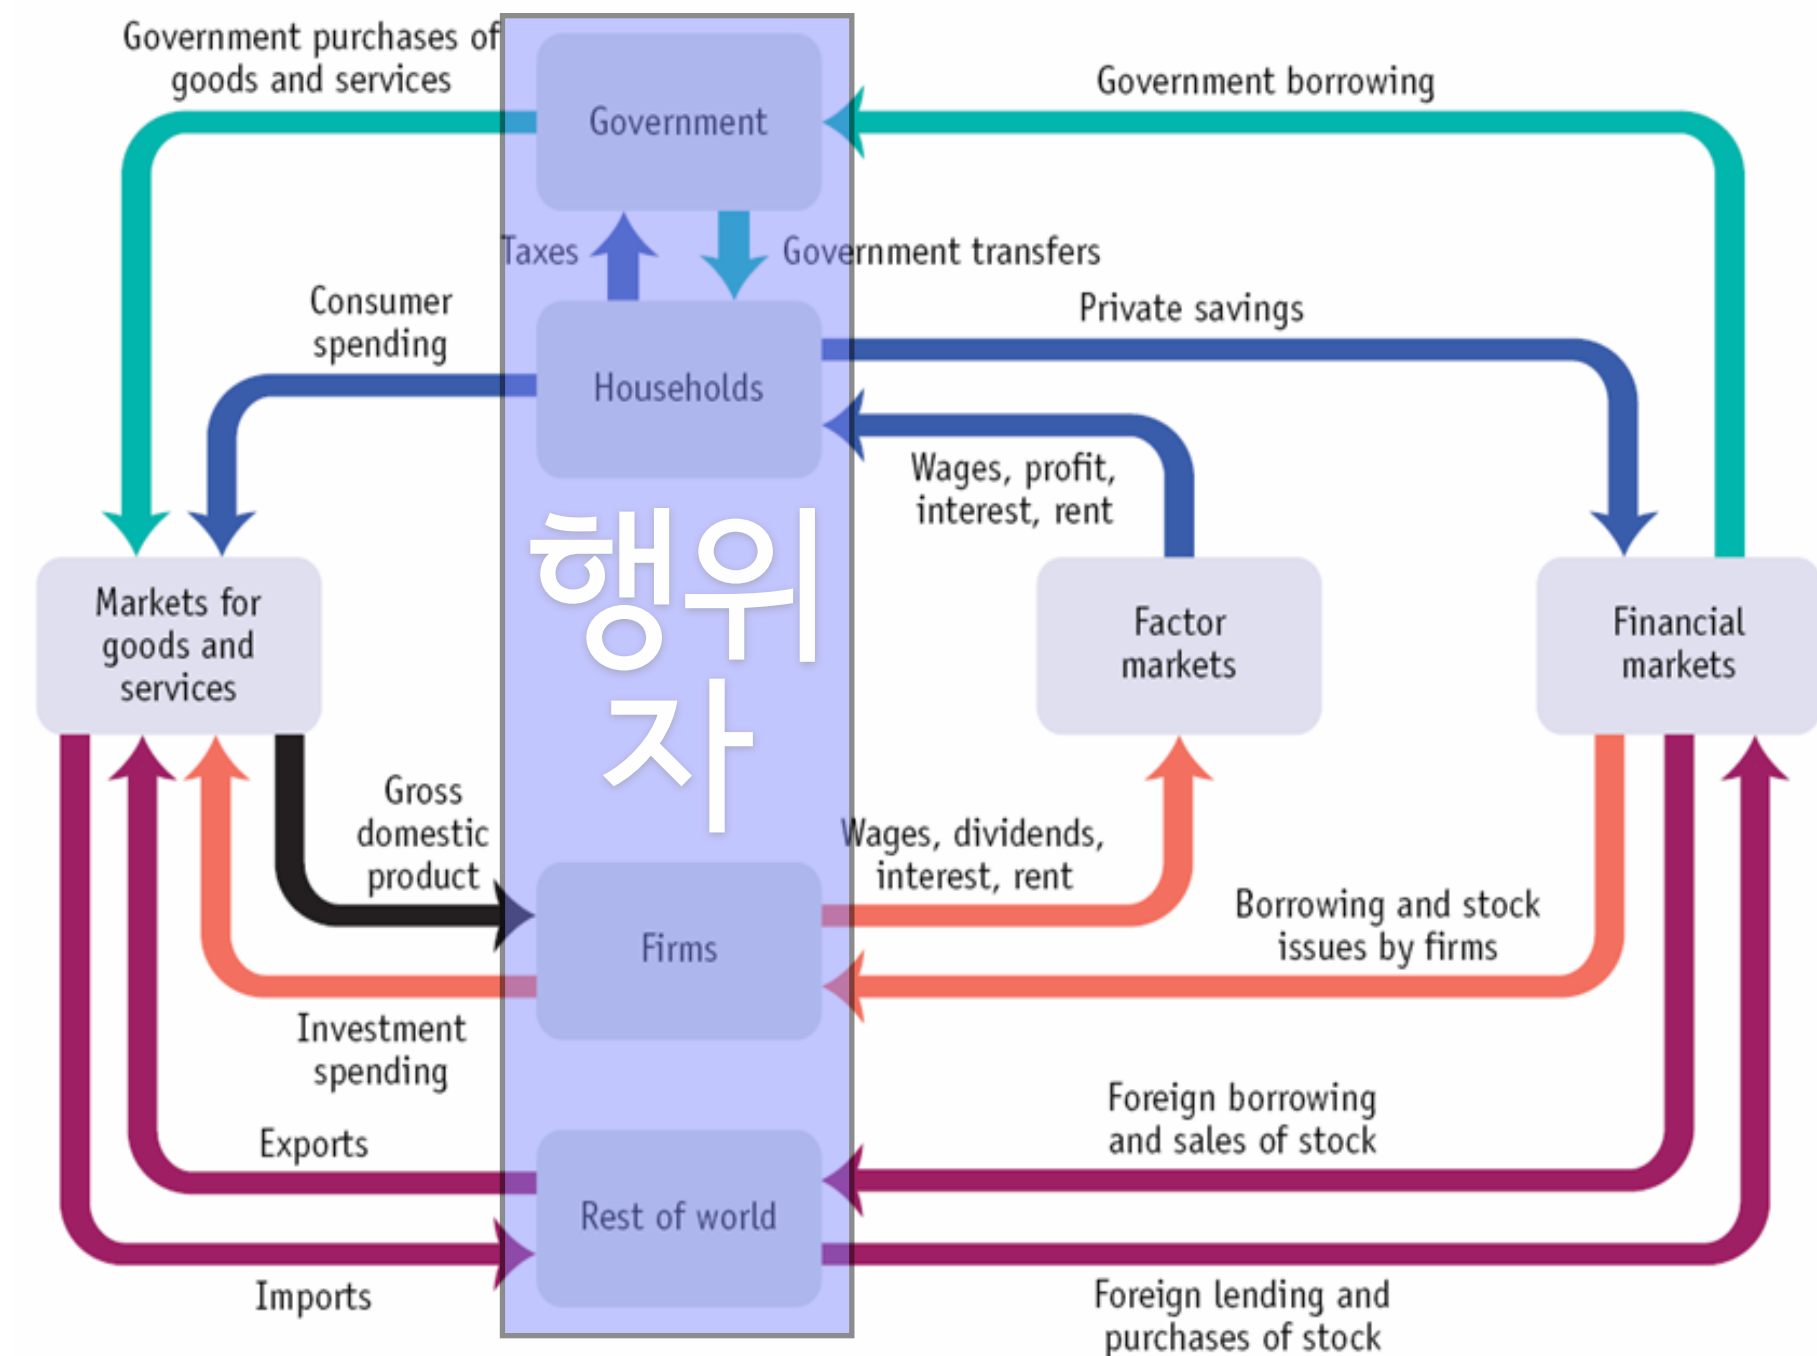 Government purchases of
goods and services
Government
Government borrowing
Taxes
Government transfers
Consumer
spending
Households
Private savings
Wages, profit,
interest, rent
행위
자
Markets for
goods and
services
Factor
markets
Financial
markets
Gross
domestic
product
Wages, dividends,
interest, rent
Firms
Borrowing and stock
issues by firms
Investment
spending
Exports
Foreign borrowing
and sales of stock
Rest of world
Imports
Foreign lending and
purchases of stock